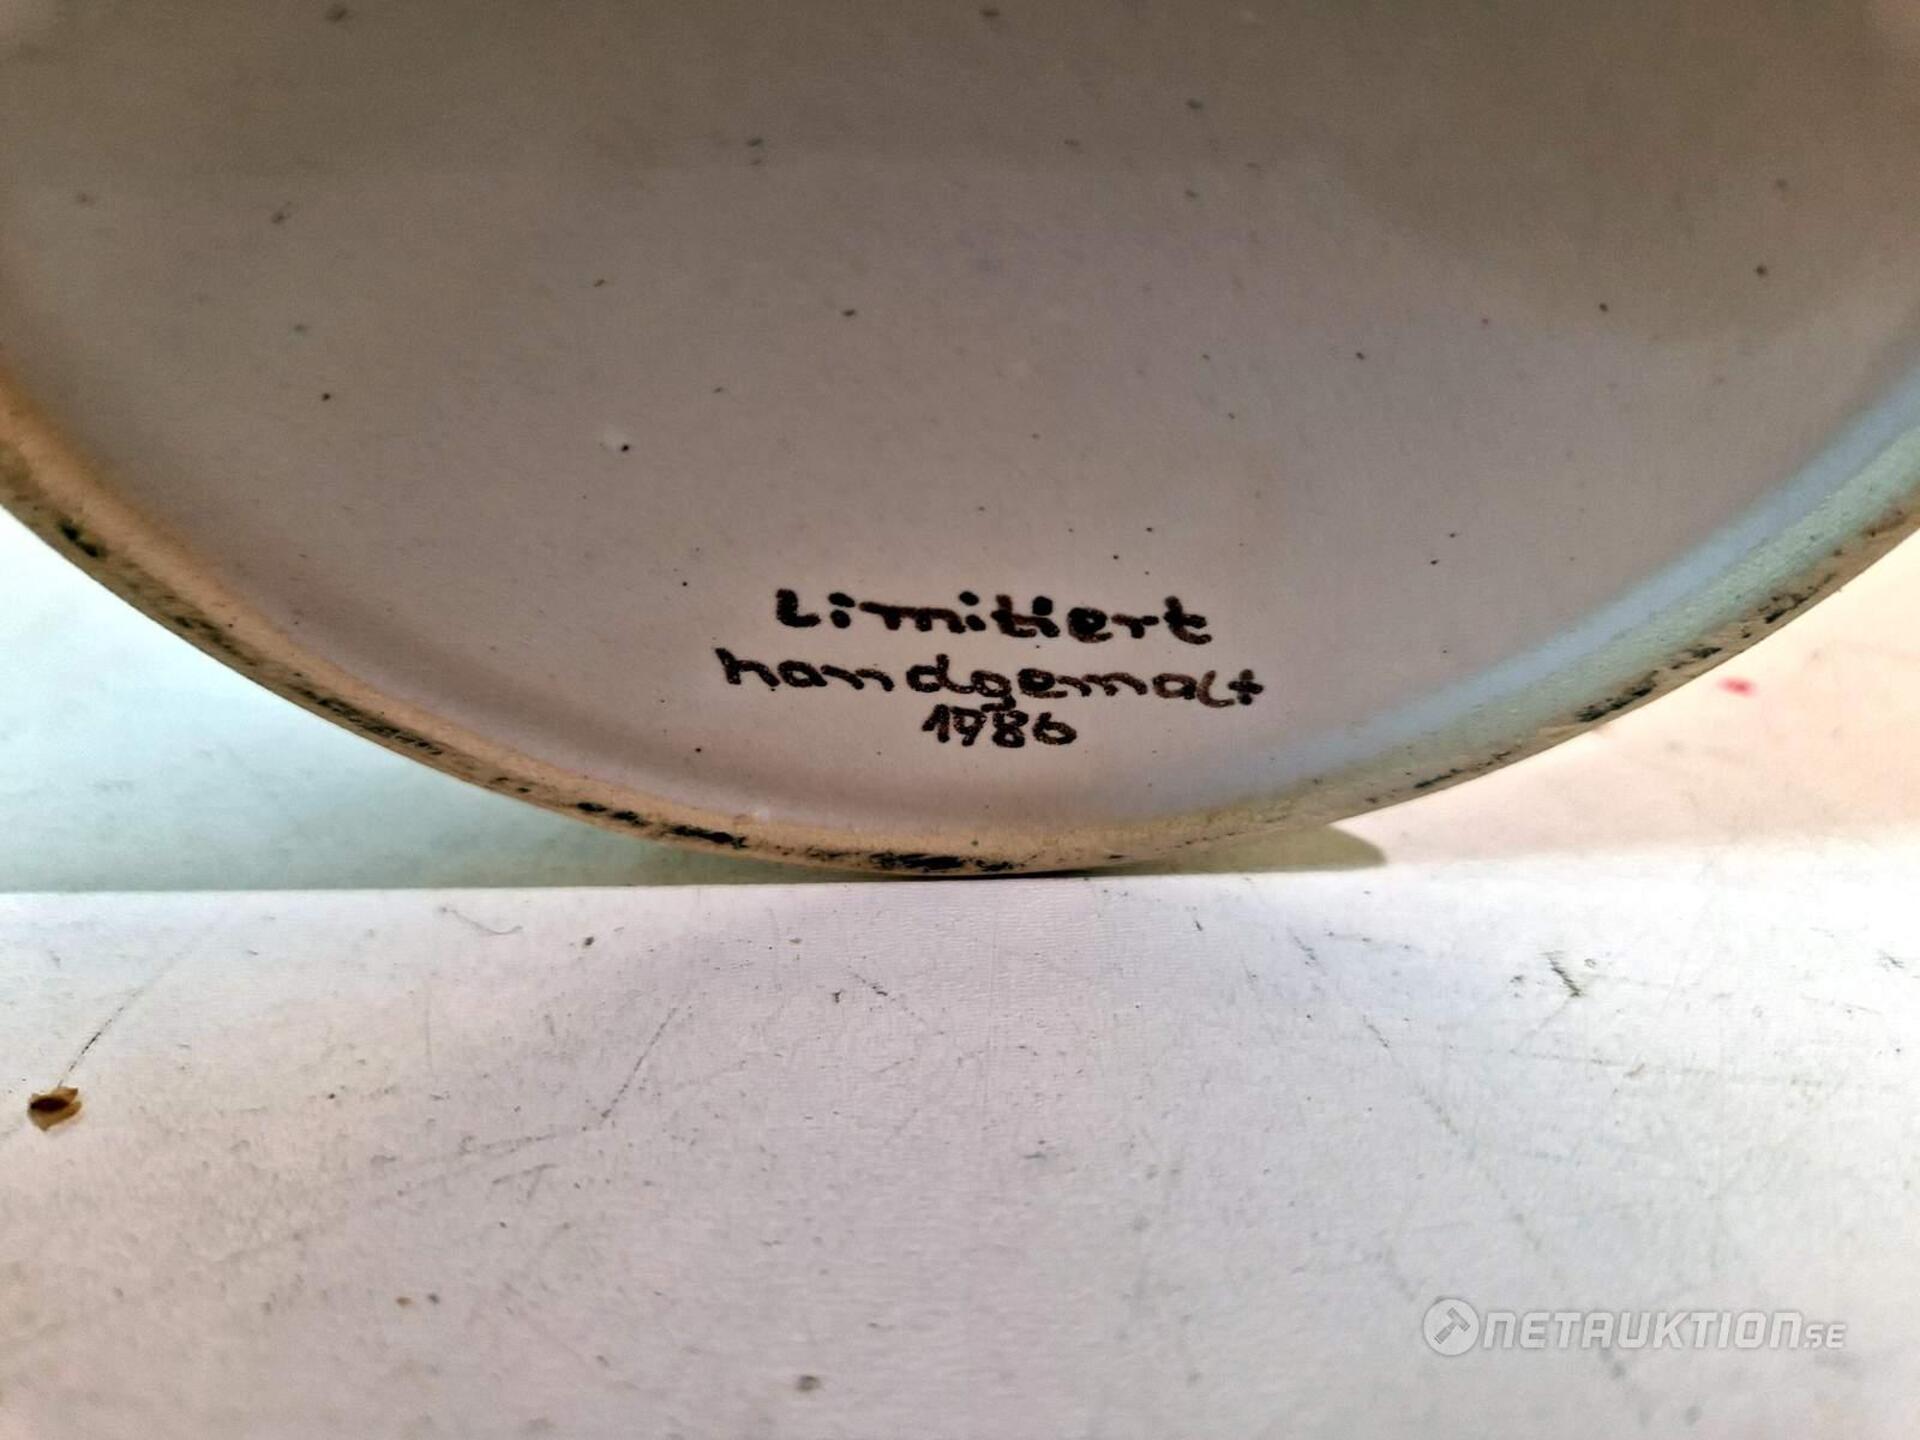 Limitiert
handgemalt
1986
NETAUKTION.SE